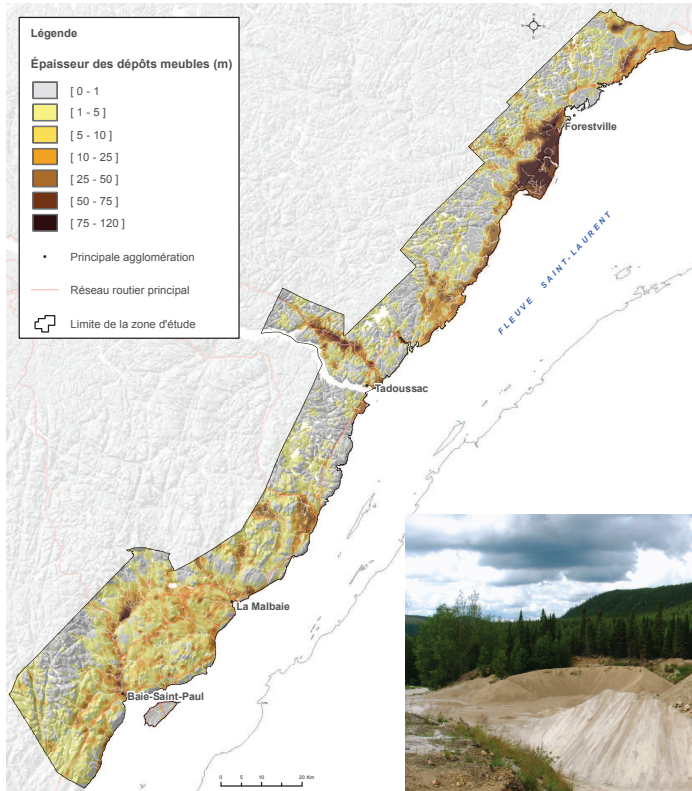 Légende
Épaisseur des dépôts meubles (m)
[ 0 - 1
[ 1 - 5 ]
[ 5 - 10 ]
[ 10 - 25 ]
[ 25 - 50 ]
[ 50 - 75 ]
[ 75 - 120 ]
Principale agglomération
Réseau routier principal
Limite de la zone d'étude
Forestville
FLEUVE SAINT-LAURENT
Tadoussac
La Malbaie
Baie-Saint-Paul
0 5 10 20 Km